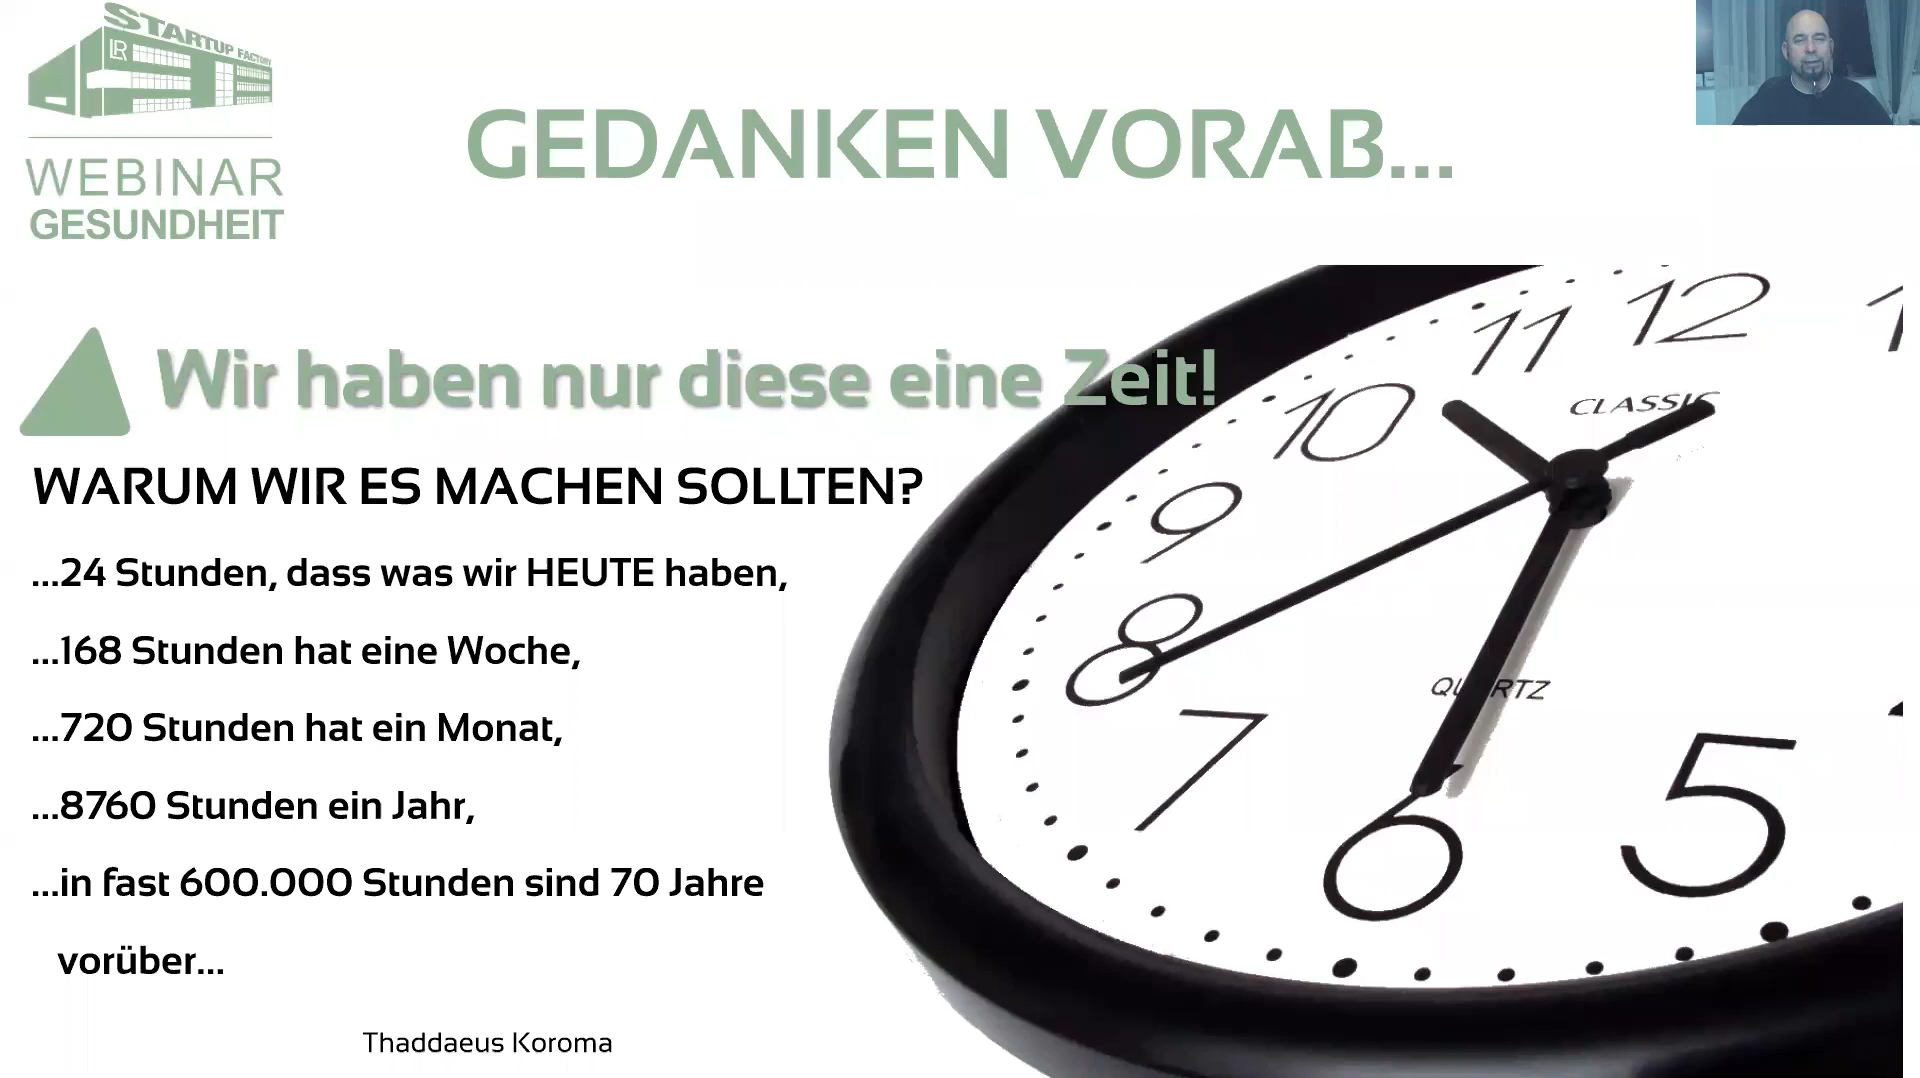 STARTUP FACTORY
LR
WEBINAR
GESUNDHEIT
GEDANKEN VORAB...
Wir haben nur diese eine Zeit!
WARUM WIR ES MACHEN SOLLTEN?
...24 Stunden, dass was wir HEUTE haben,
...168 Stunden hat eine Woche,
...720 Stunden hat ein Monat,
...8760 Stunden ein Jahr,
...in fast 600.000 Stunden sind 70 Jahre
vorüber...
Thaddaeus Koroma
11 12
10
CLASSIC
9
8
QUARTZ
7
6
5